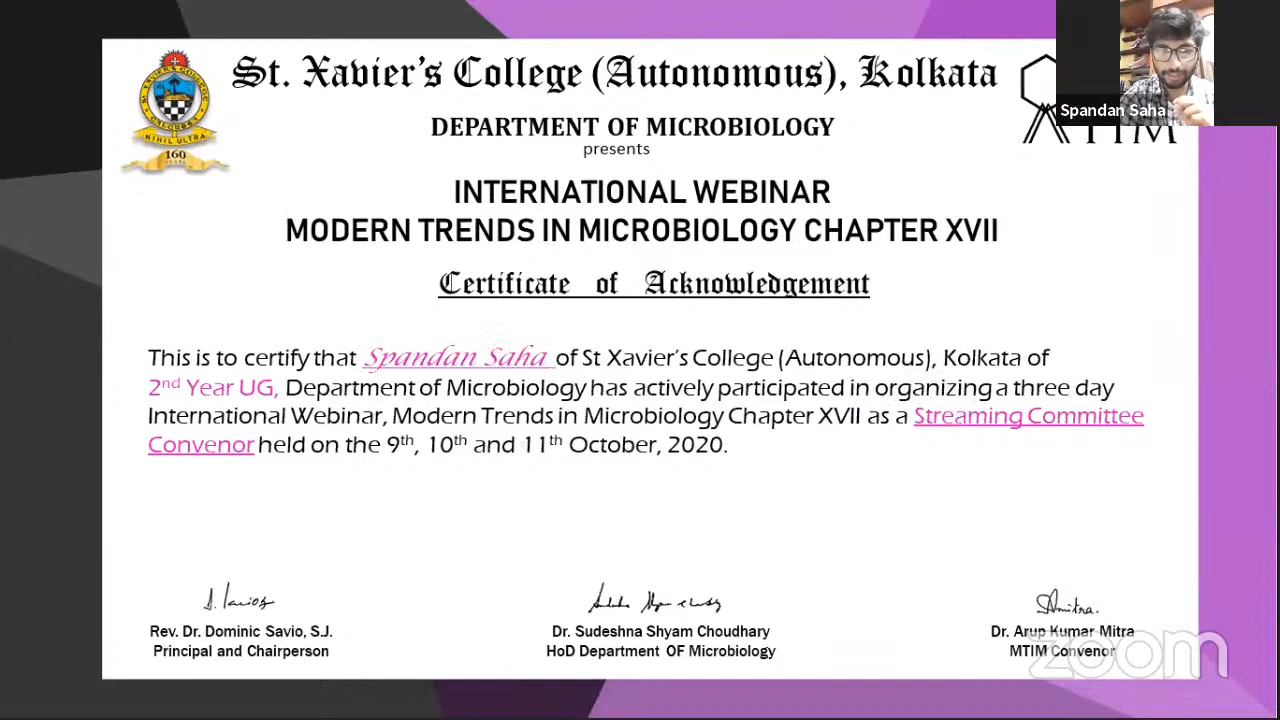 St. Xavier's College (Autonomous), Kolkata
DEPARTMENT OF MICROBIOLOGY
presents
INTERNATIONAL WEBINAR
MODERN TRENDS IN MICROBIOLOGY CHAPTER XVII
Certificate of Acknowledgement
This is to certify that Spandan Saha of St Xavier's College (Autonomous), Kolkata of
2nd Year UG, Department of Microbiology has actively participated in organizing a three day
International Webinar, Modern Trends in Microbiology Chapter XVII as a Streaming Committee
Convenor held on the 9th, 10th and 11th October, 2020.
Rev. Dr. Dominic Savio, S.J.
Principal and Chairperson
Dr. Sudeshna Shyam Choudhary
HoD Department OF Microbiology
Dr. Arup Kumar Mitra
MTIM Convenor
NIHIL ULTRA
160
YEARS
Spandan Saha
zoom